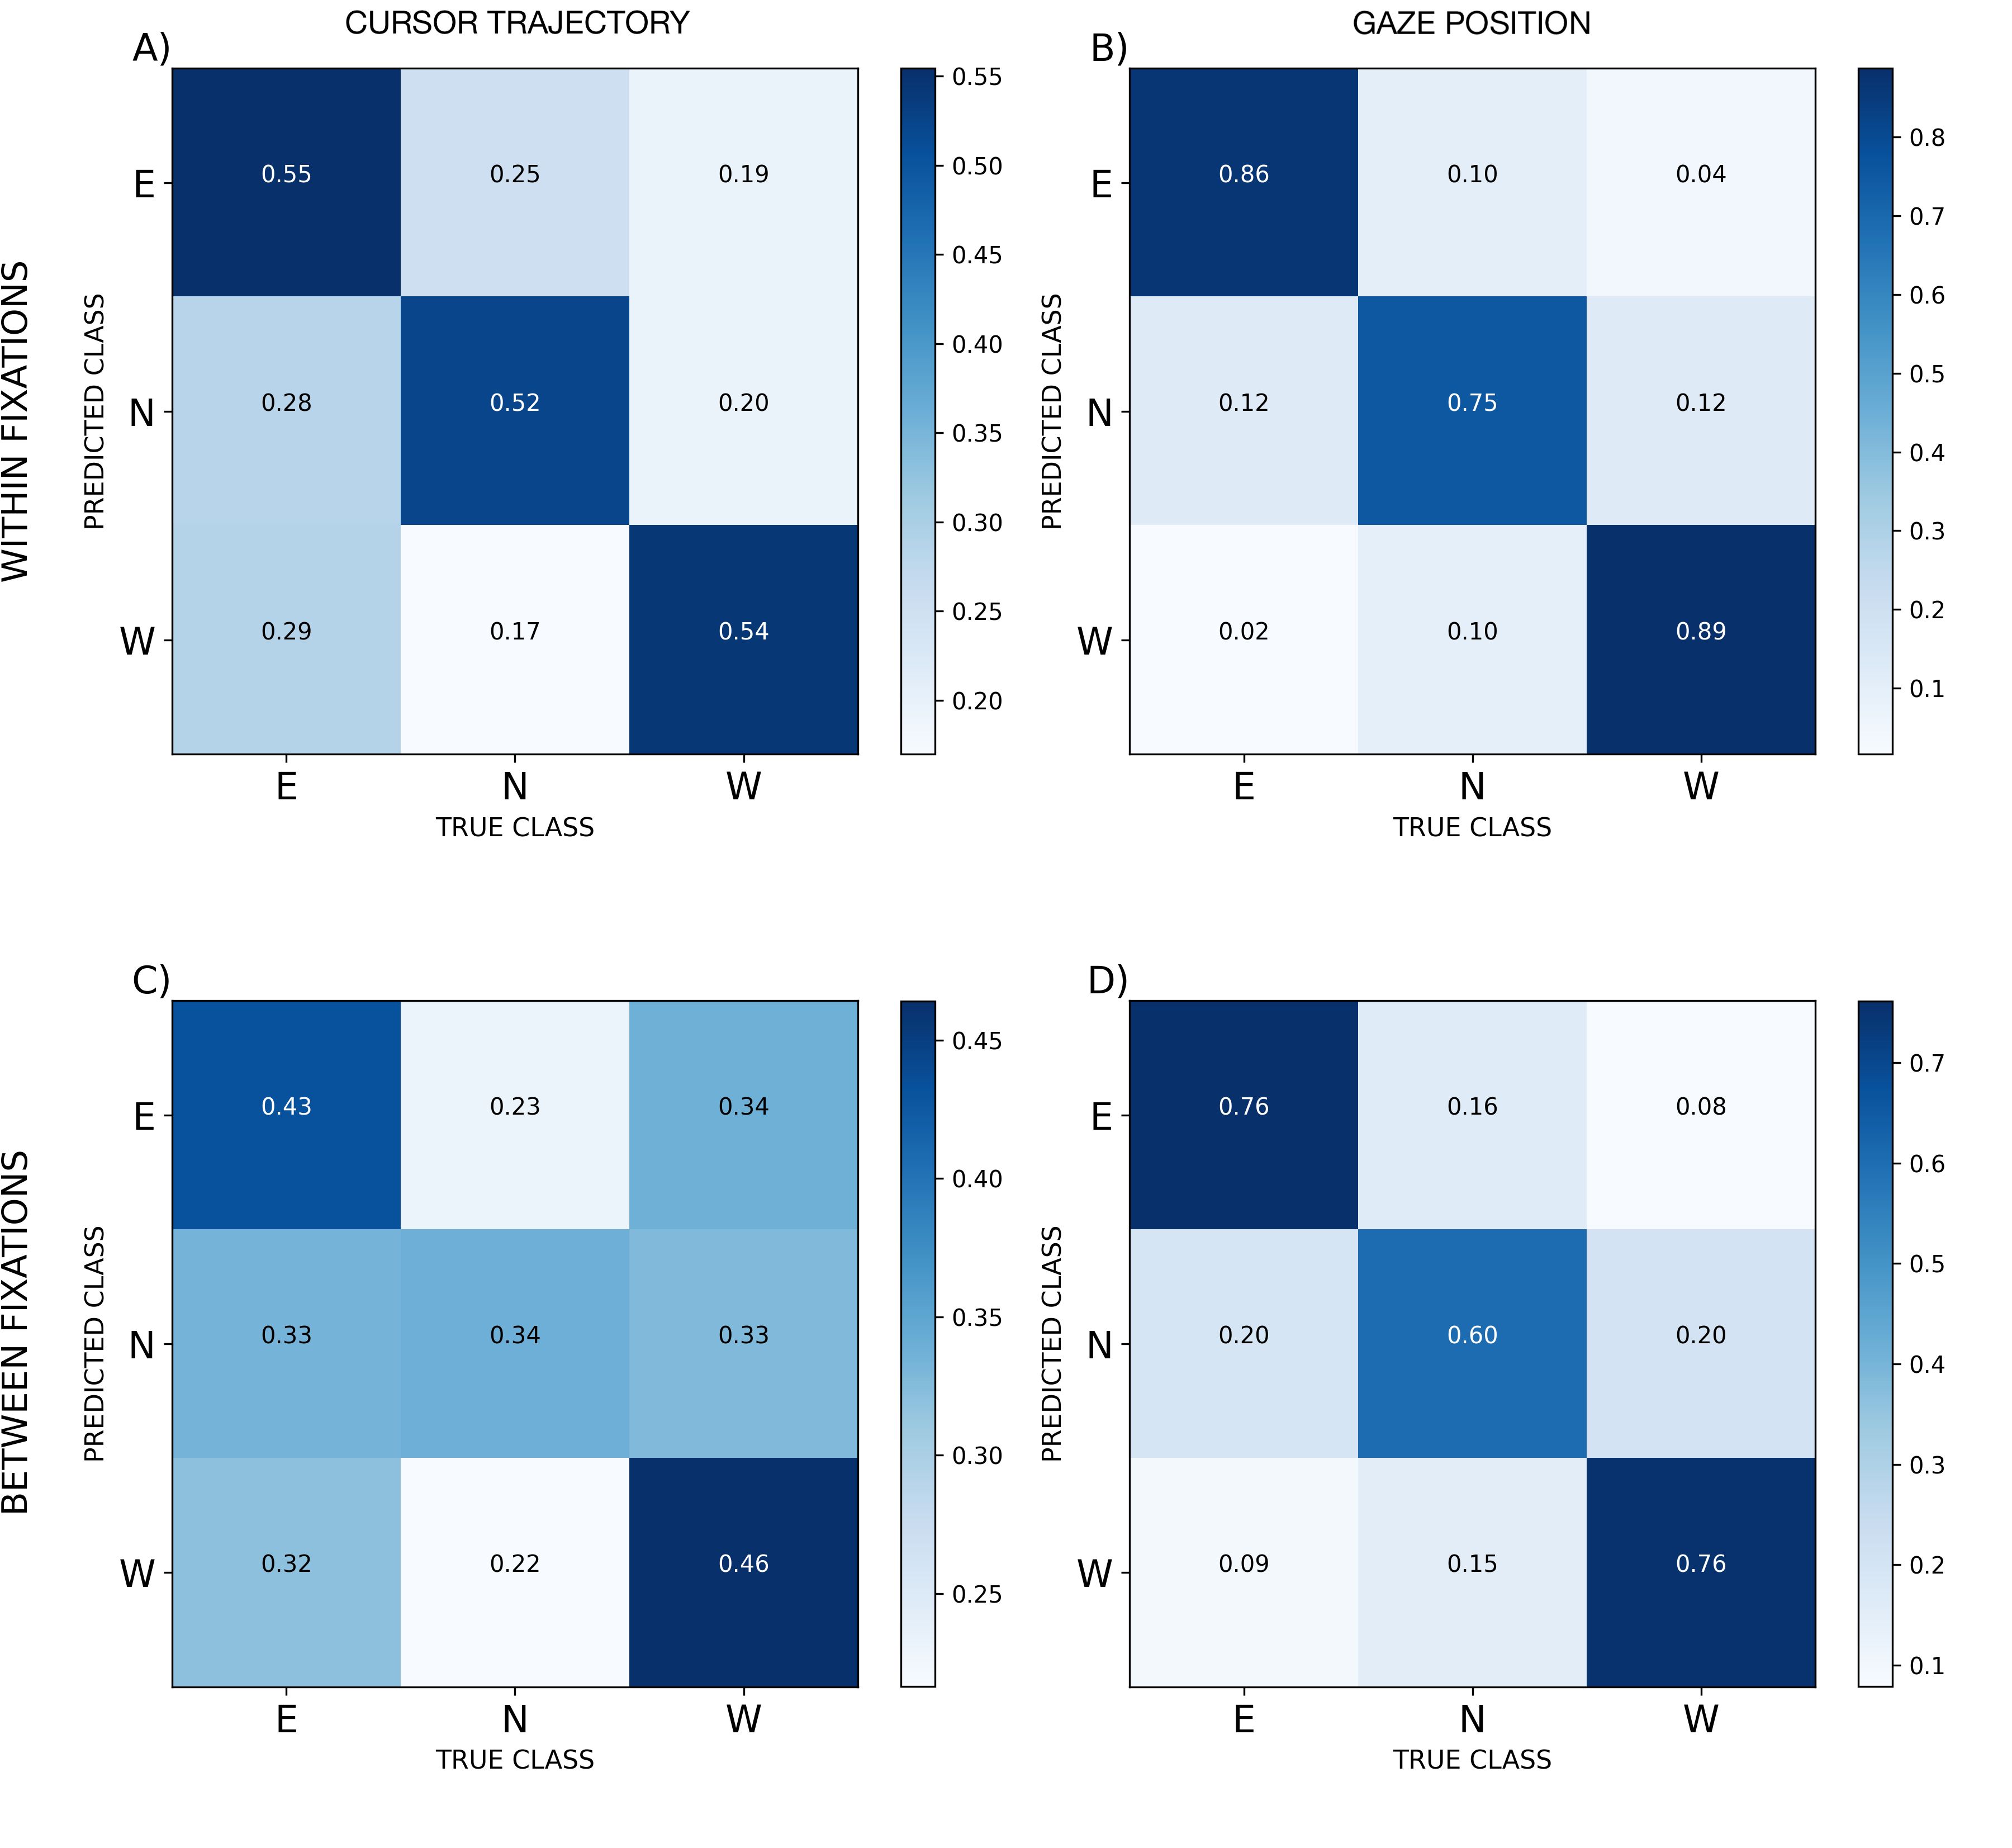 CURSOR TRAJECTORY
GAZE POSITION
WITHIN FIXATIONS
A)
PREDICTED CLASS
E
0.55
0.25
0.19
N
0.28
0.52
0.20
W
0.29
0.17
0.54
E
N
W
TRUE CLASS
0.55
0.50
0.45
0.40
0.35
0.30
0.25
0.20
B)
PREDICTED CLASS
E
0.86
0.10
0.04
N
0.12
0.75
0.12
W
0.02
0.10
0.89
E
N
W
TRUE CLASS
0.8
0.7
0.6
0.5
0.4
0.3
0.2
0.1
BETWEEN FIXATIONS
C)
PREDICTED CLASS
E
0.43
0.23
0.34
N
0.33
0.34
0.33
W
0.32
0.22
0.46
E
N
W
TRUE CLASS
0.45
0.40
0.35
0.30
0.25
D)
PREDICTED CLASS
E
0.76
0.16
0.08
N
0.20
0.60
0.20
W
0.09
0.15
0.76
E
N
W
TRUE CLASS
0.7
0.6
0.5
0.4
0.3
0.2
0.1